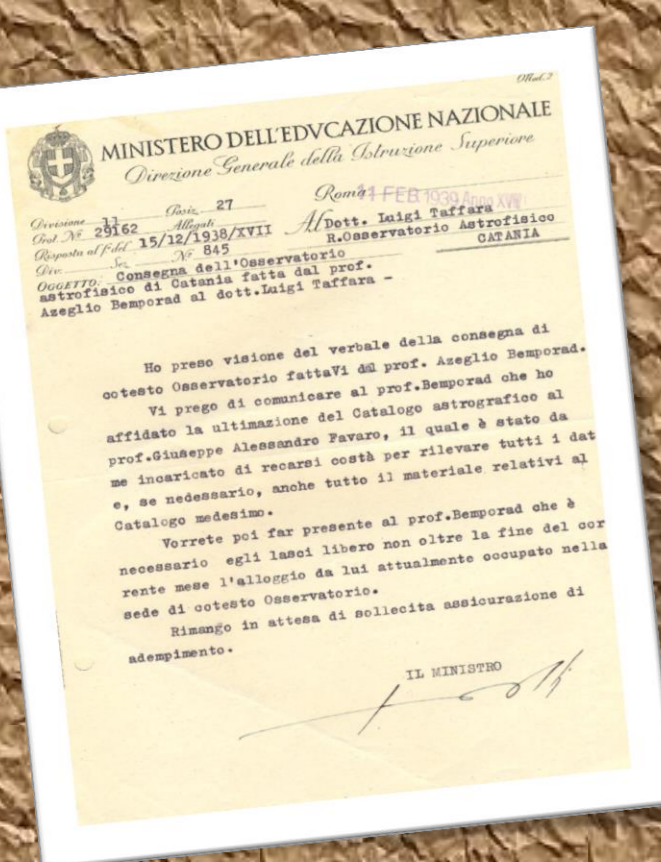 Mod. 2
MINISTERO DELL'EDVCAZIONE NAZIONALE
Direzione Generale della Istruzione Superiore
Roma 11 FEB 1939 Anno XVII
Divisione 11 Posiz. 27
Prot. N° 29162 Allegati
Risposta al f. del 15/12/1938/XVII
Div. Sez. N° 845
Al Dott. Luigi Taffara
R.Osservatorio Astrofisico
CATANIA
OGGETTO: Consegna dell'Osservatorio
astrofisico di Catania fatta dal prof.
Azeglio Bemporad al dott.Luigi Taffara -
Ho preso visione del verbale della consegna di
cotesto Osservatorio fattaVi dal prof. Azeglio Bemporad.
Vi prego di comunicare al prof.Bemporad che ho
affidato la ultimazione del Catalogo astrografico al
prof.Giuseppe Alessandro Favaro, il quale è stato da
me incaricato di recarsi costà per rilevare tutti i dat
e, se nedessario, anche tutto il materiale relativi al
Catalogo medesimo.
Vorrete poi far presente al prof.Bemporad che è
necessario egli lasci libero non oltre la fine del cor
rente mese l'alloggio da lui attualmente occupato nella
sede di cotesto Osservatorio.
Rimango in attesa di sollecita assicurazione di
adempimento.
IL MINISTRO